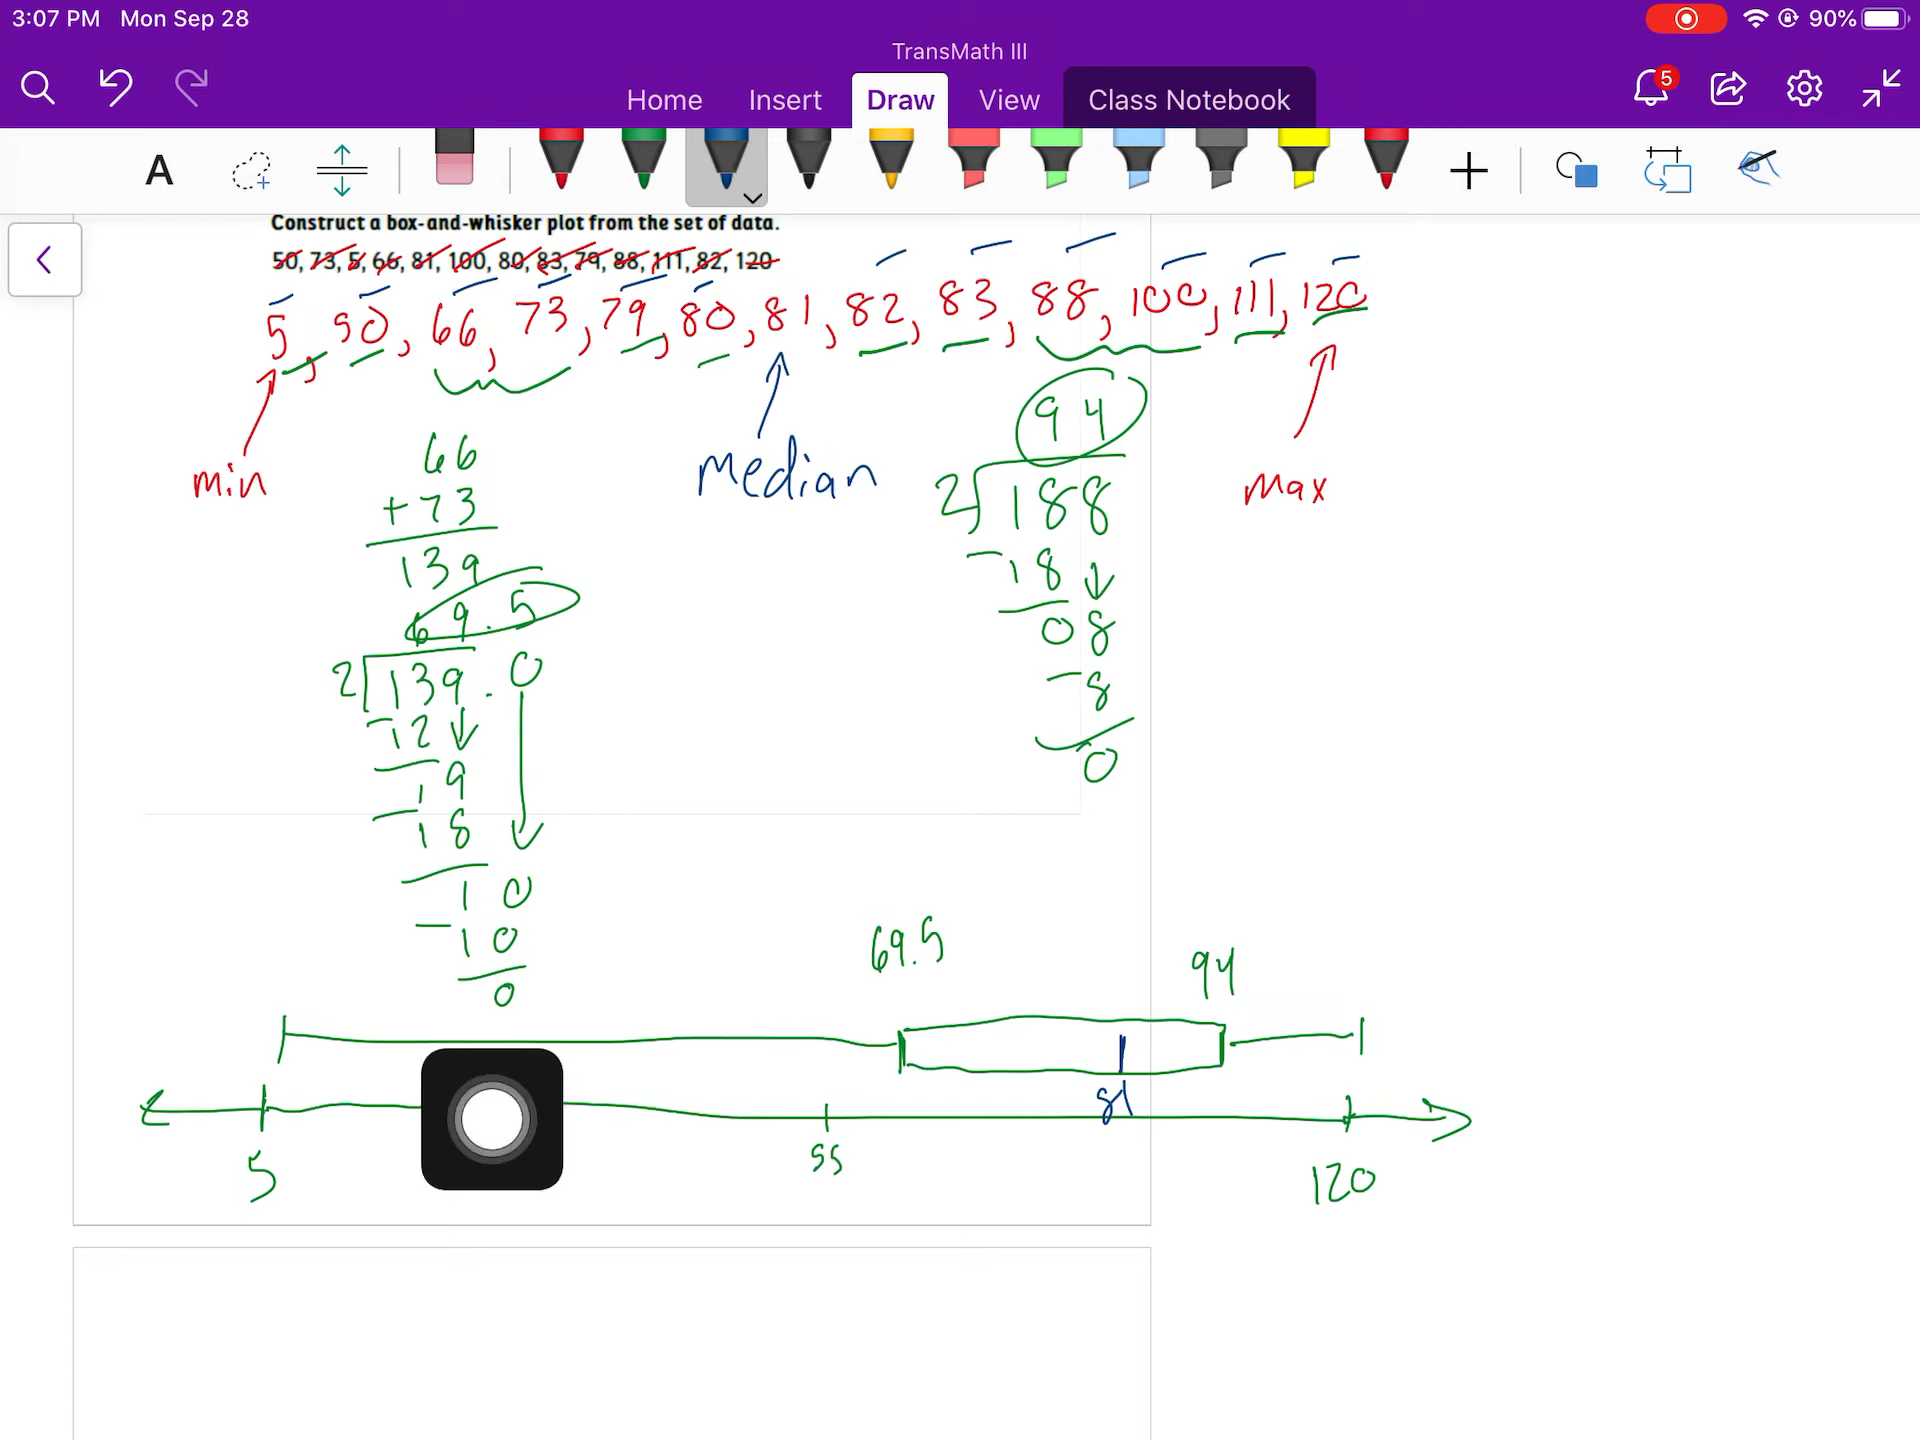 3:07 PM Mon Sep 28 90%
TransMath III
Home Insert Draw View Class Notebook 5
A
Construct a box-and-whisker plot from the set of data.
50, 73, 5, 66, 81, 100, 80, 83, 79, 88, 111, 82, 120
5, 50, 66, 73, 79, 80, 81, 82, 83, 88, 100, 111, 120
min Median max
66
+73
139
69.5
2 139.0
-12
19
-18
10
-10
0
94
2 188
-18
08
-8
0
69.5 94
81
5 55 120